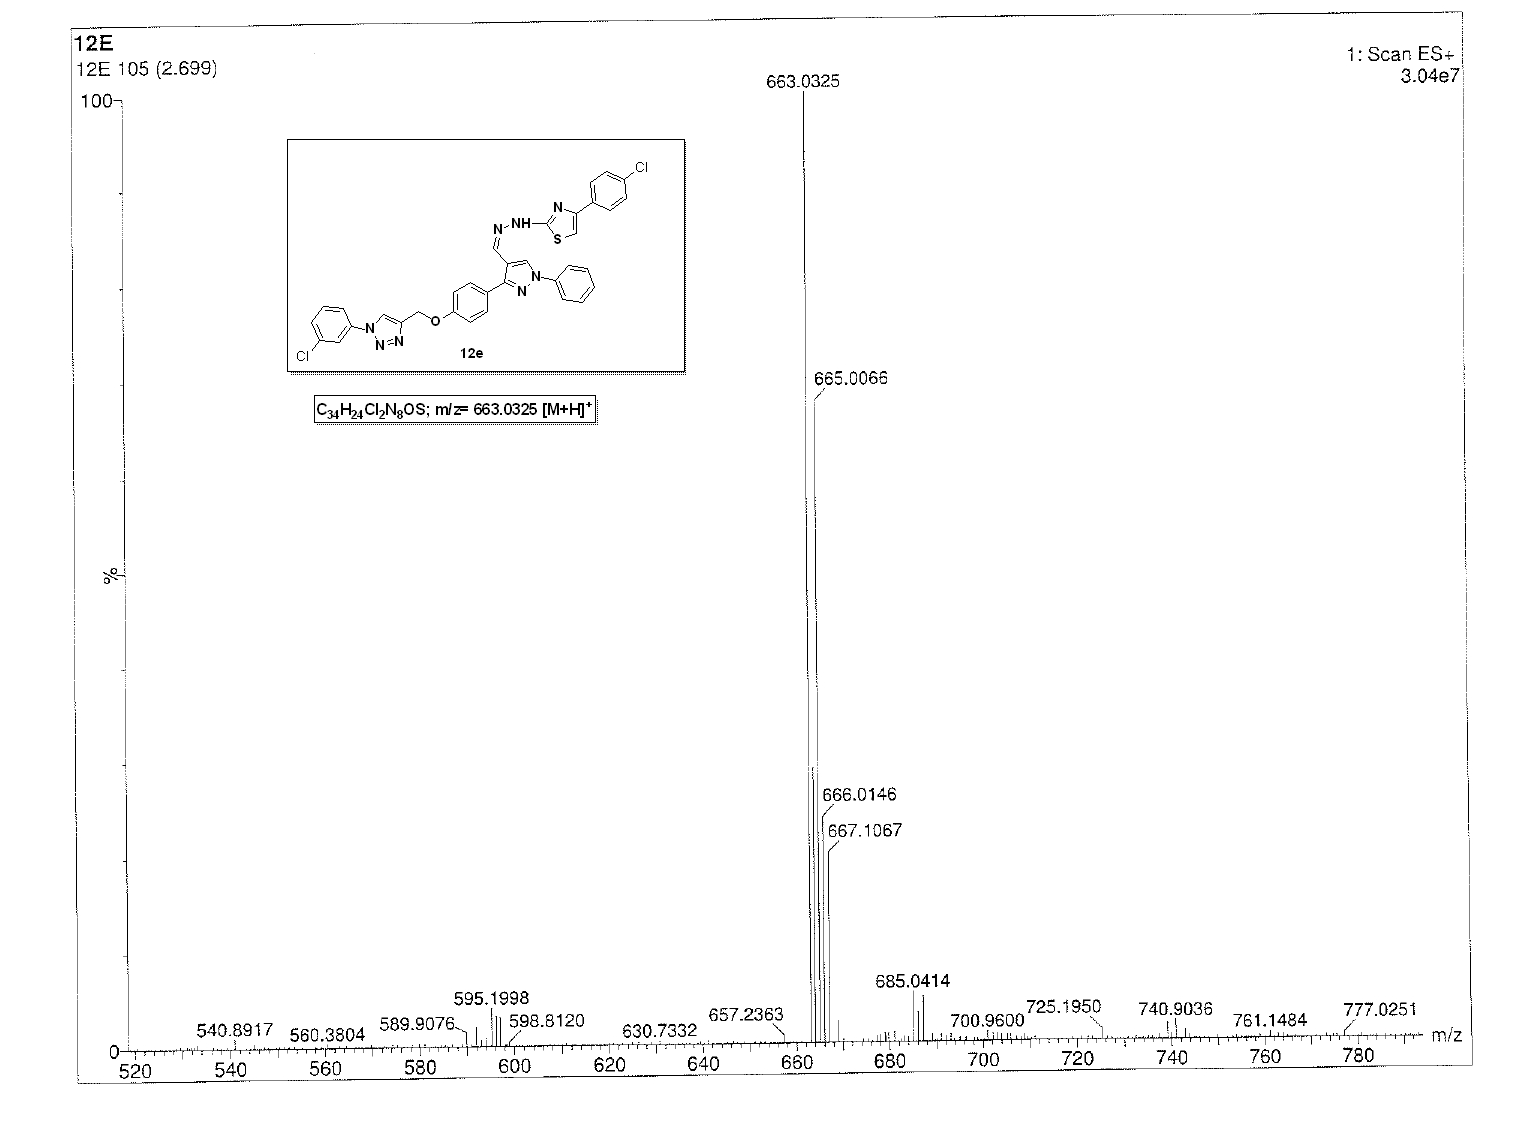 12E
12E 105 (2.699)
1: Scan ES+
3.04e7
663.0325
100
Cl
N
NH
N
S
N
N
O
N
N
N
Cl
12e
665.0066
C₃₄H₂₄Cl₂N₈OS; m/z= 663.0325 [M+H]⁺
%
666.0146
667.1067
685.0414
595.1998
540.8917
560.3804
589.9076
598.8120
630.7332
657.2363
700.9600
725.1950
740.9036
761.1484
777.0251
0
m/z
520 540 560 580 600 620 640 660 680 700 720 740 760 780